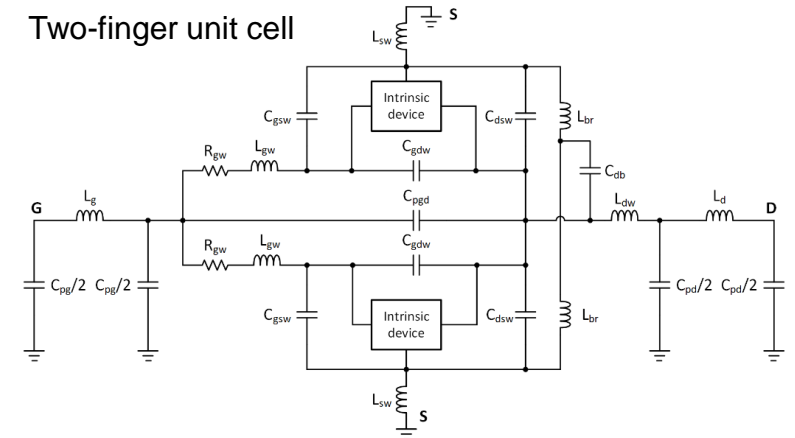 Two-finger unit cell
S
Lsw
Intrinsic
device
Cgsw
Cdsw
Lbr
Rgw
Lgw
Cgdw
Cdb
Cpgd
Ldw
G
Lg
Ld
D
Rgw
Lgw
Cgdw
Cpg/2
Cpg/2
Cpd/2
Cpd/2
Cgsw
Intrinsic
device
Cdsw
Lbr
Lsw
S